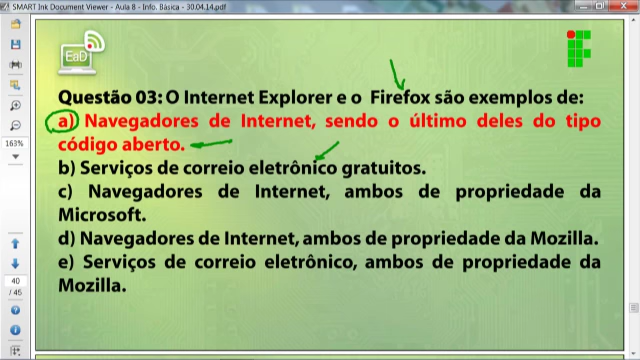 SMART Ink Document Viewer - Aula 8 - Info. Básica - 30.04.14.pdf
EaD
Questão 03: O Internet Explorer e o Firefox são exemplos de:
a) Navegadores de Internet, sendo o último deles do tipo
código aberto.
b) Serviços de correio eletrônico gratuitos.
c) Navegadores de Internet, ambos de propriedade da
Microsoft.
d) Navegadores de Internet, ambos de propriedade da Mozilla.
e) Serviços de correio eletrônico, ambos de propriedade da
Mozilla.
163%
40
/ 45